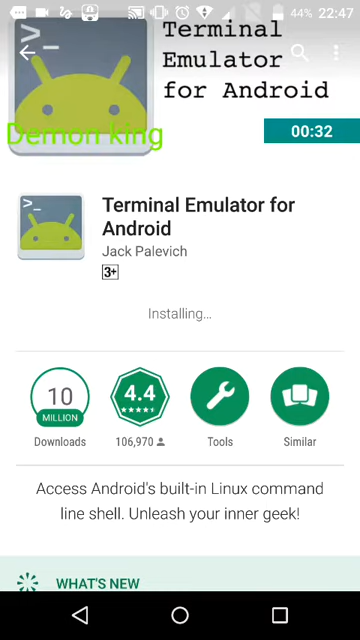 44% 22:47
Terminal
Emulator
for Android
Demon king
00:32
Terminal Emulator for
Android
Jack Palevich
3+
Installing...
10
MILLION
4.4
Downloads
106,970
Tools
Similar
Access Android's built-in Linux command
line shell. Unleash your inner geek!
WHAT'S NEW